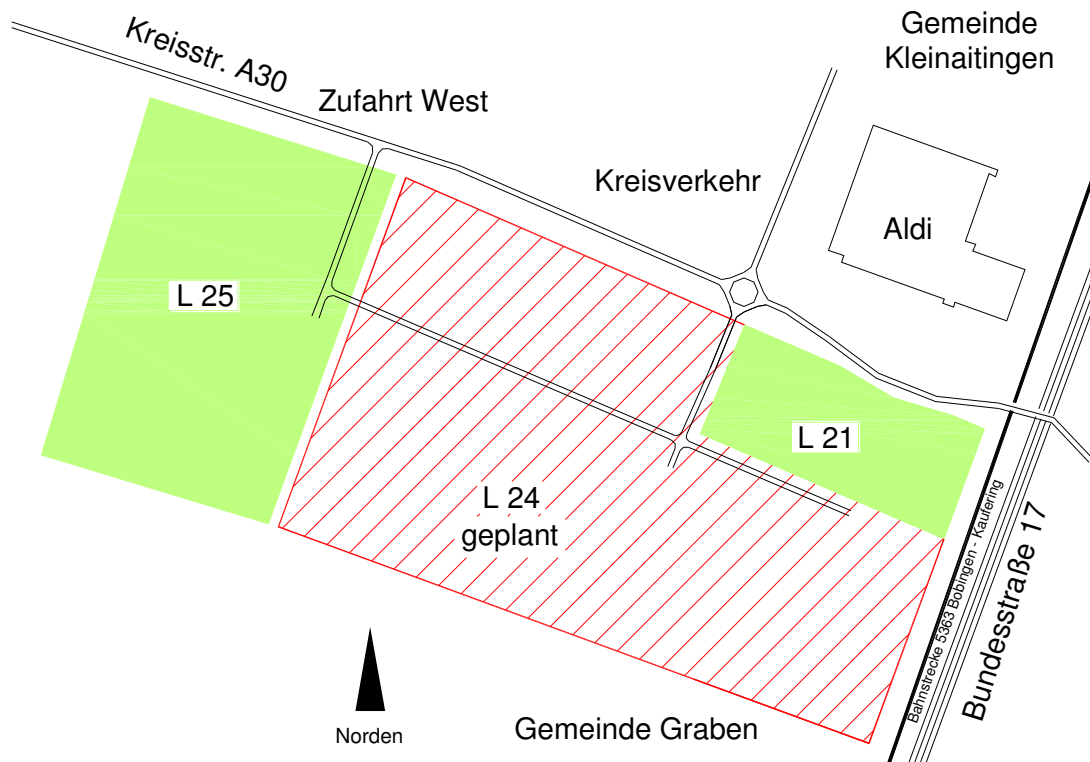 Gemeinde
Kleinaitingen
Kreisstr. A30
Zufahrt West
Kreisverkehr
Aldi
L 25
L 21
L 24
geplant
Bahnstrecke 5363 Bobingen - Kaufering
Bundesstraße 17
Norden
Gemeinde Graben